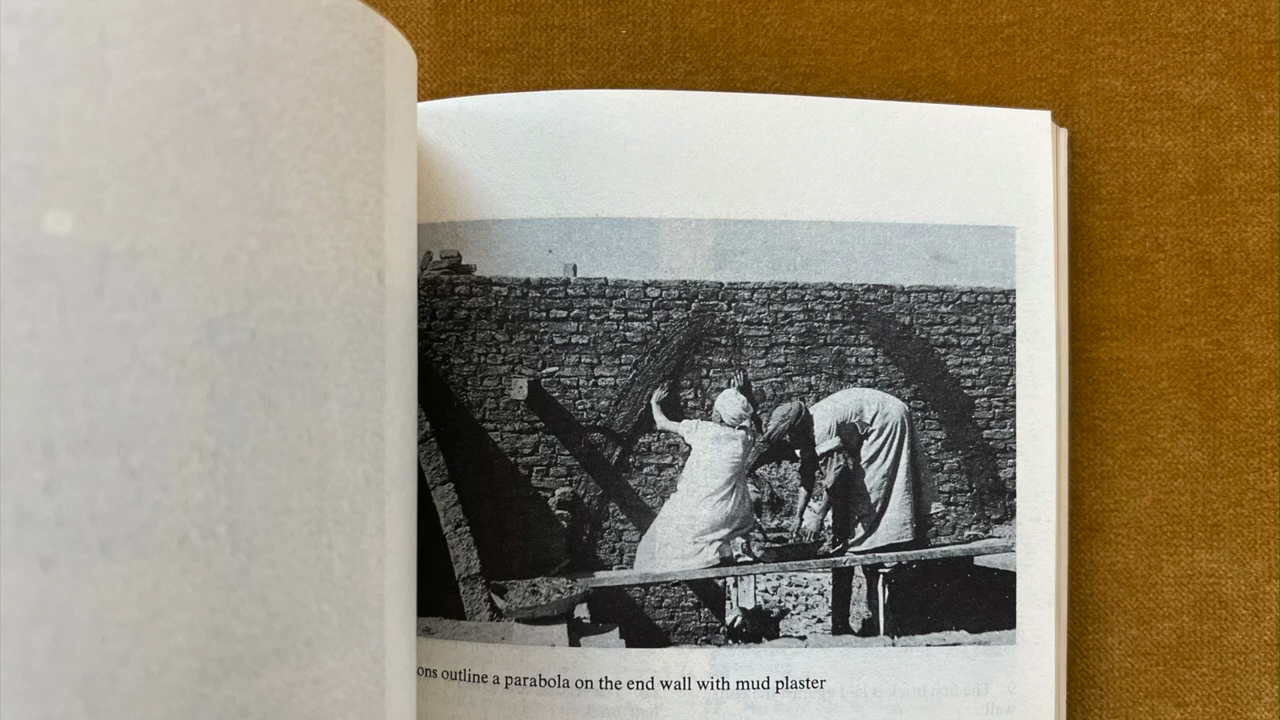 ons outline a parabola on the end wall with mud plaster